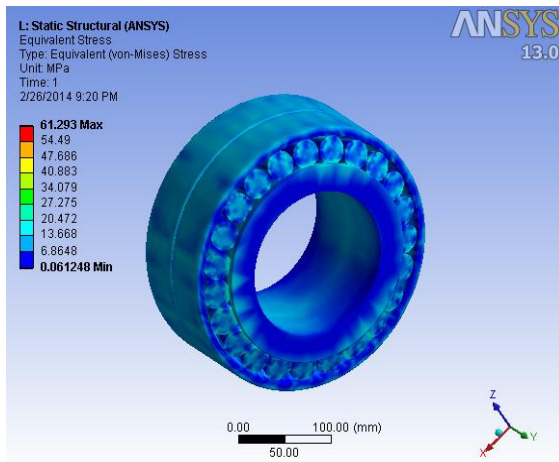 L: Static Structural (ANSYS)
Equivalent Stress
Type: Equivalent (von-Mises) Stress
Unit: MPa
Time: 1
2/26/2014 9:20 PM
ANSYS
13.0
61.293 Max
54.49
47.686
40.883
34.079
27.275
20.472
13.668
6.8648
0.061248 Min
0.00 100.00 (mm)
50.00
Z
Y
X